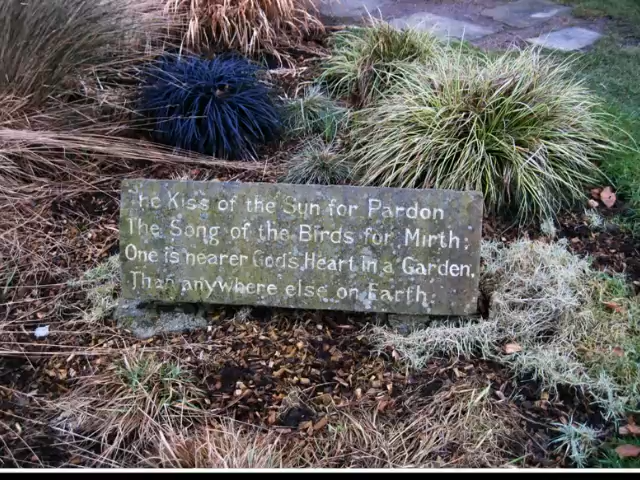 The Kiss of the Sun for Pardon
The Song of the Birds for Mirth;
One is nearer God's Heart in a Garden,
Than anywhere else on Earth.